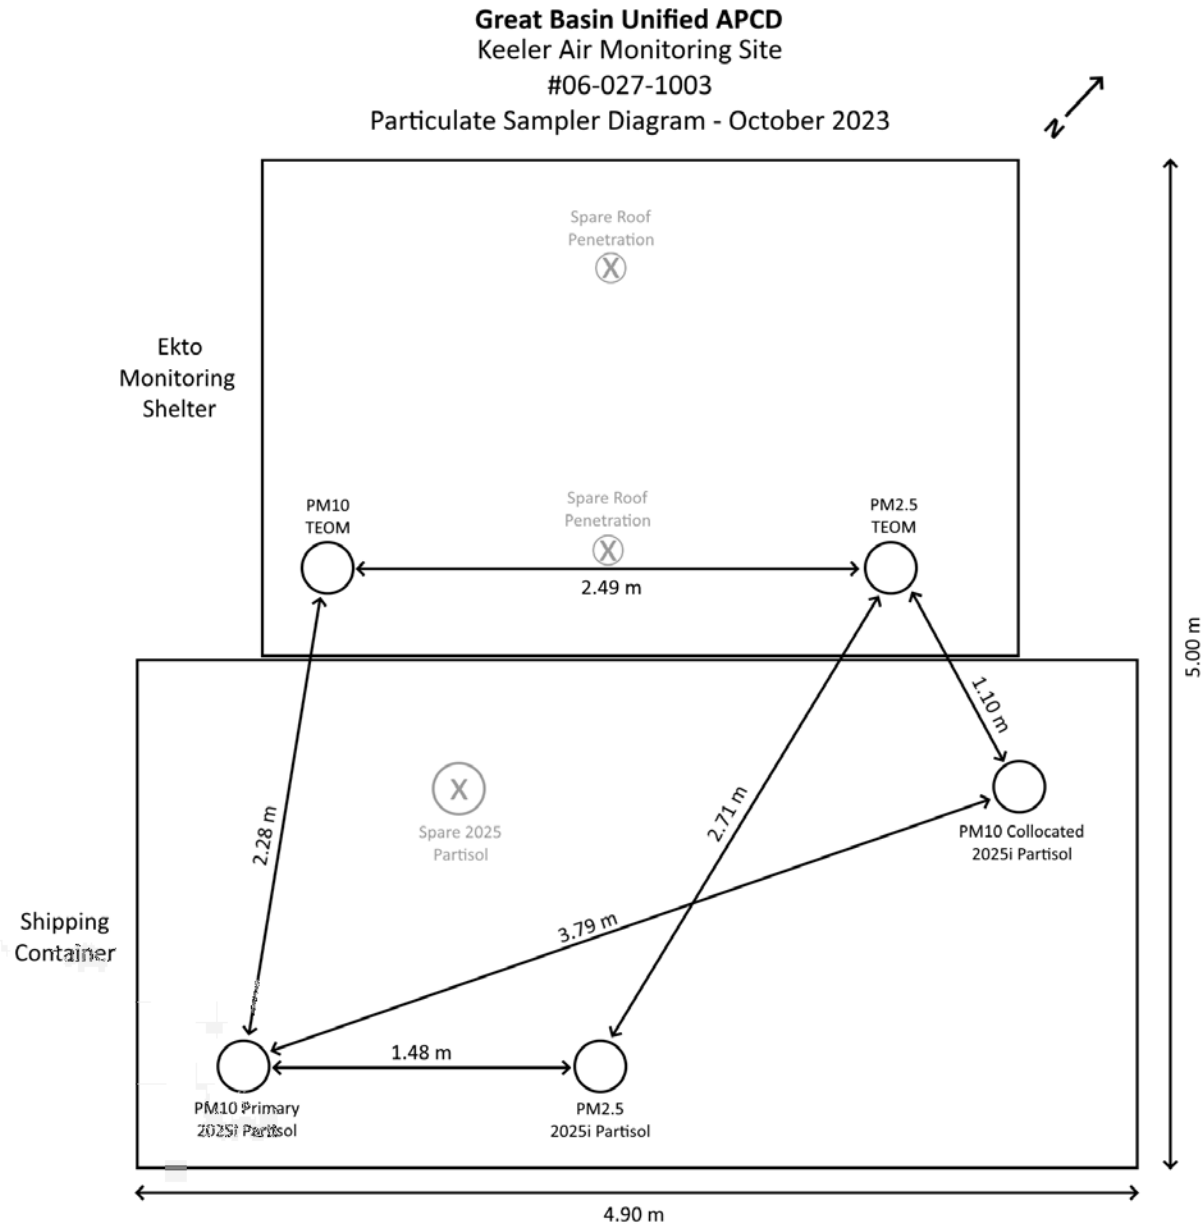 Great Basin Unified APCD
Keeler Air Monitoring Site
#06-027-1003
Particulate Sampler Diagram - October 2023
N
Spare Roof
Penetration
X
Ekto
Monitoring
Shelter
PM10
TEOM
Spare Roof
Penetration
X
PM2.5
TEOM
2.49 m
5.00 m
1.10 m
X
Spare 2025
Partisol
2.28 m
2.71 m
PM10 Collocated
2025i Partisol
3.79 m
Shipping
Container
1.48 m
PM10 Primary
2025i Partisol
PM2.5
2025i Partisol
4.90 m